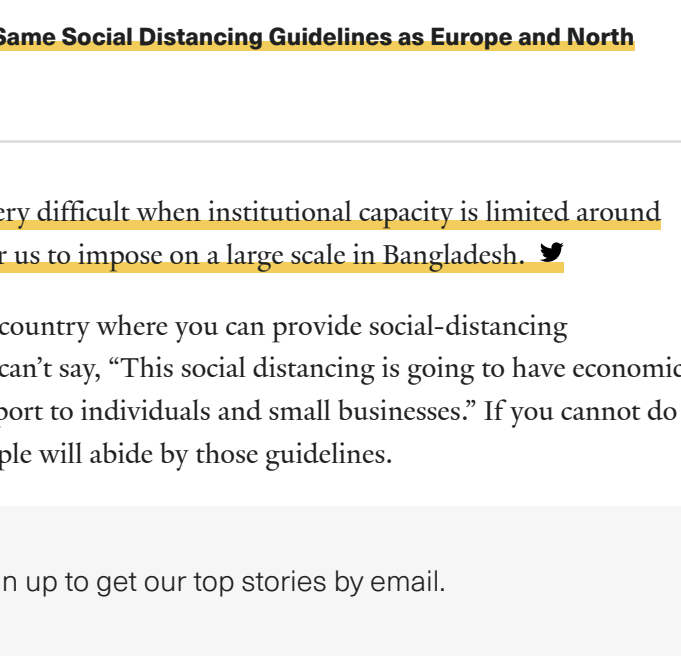 Same Social Distancing Guidelines as Europe and North
ery difficult when institutional capacity is limited around
r us to impose on a large scale in Bangladesh.
country where you can provide social-distancing
can’t say, “This social distancing is going to have economic
port to individuals and small businesses.” If you cannot do
ple will abide by those guidelines.
n up to get our top stories by email.